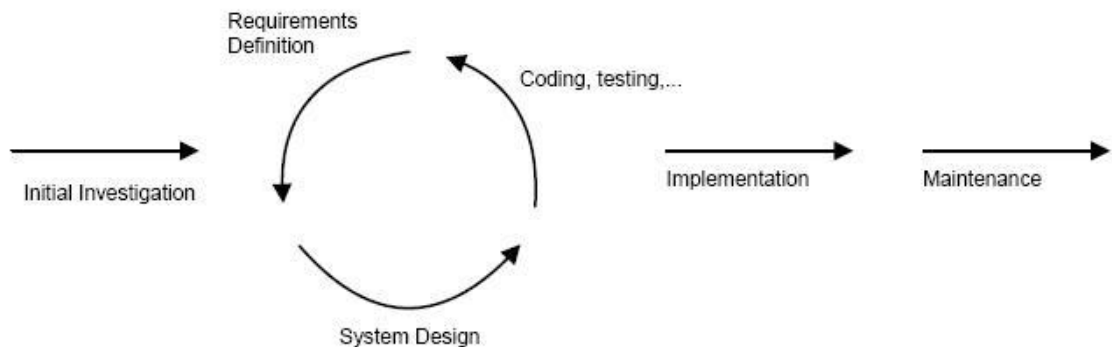 Requirements
Definition
Coding, testing,...
Initial Investigation
Implementation
Maintenance
System Design